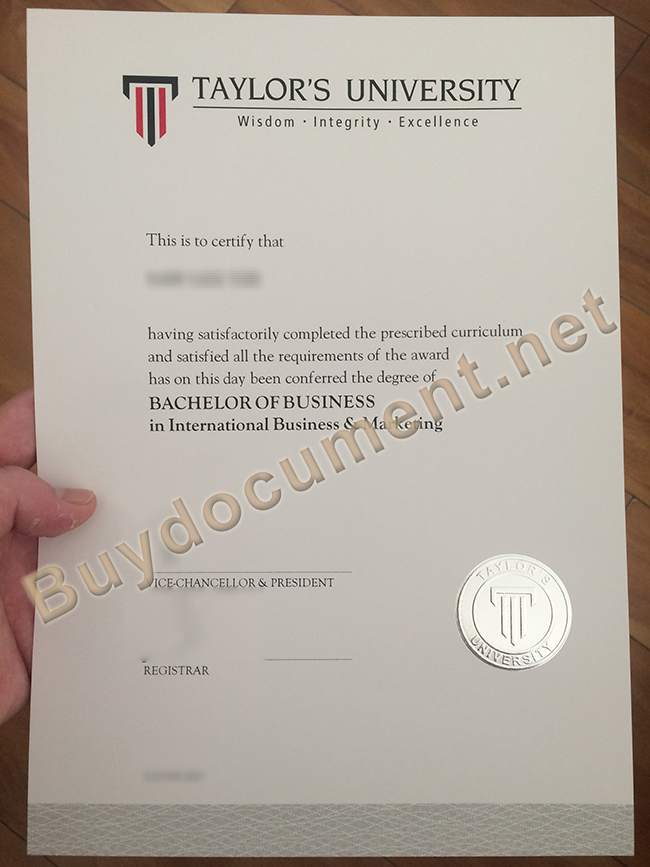 TAYLOR'S UNIVERSITY
Wisdom · Integrity · Excellence
This is to certify that
having satisfactorily completed the prescribed curriculum
and satisfied all the requirements of the award
has on this day been conferred the degree of
BACHELOR OF BUSINESS
in International Business & Marketing
Buydocument.net
VICE-CHANCELLOR & PRESIDENT
TAYLOR'S
UNIVERSITY
REGISTRAR